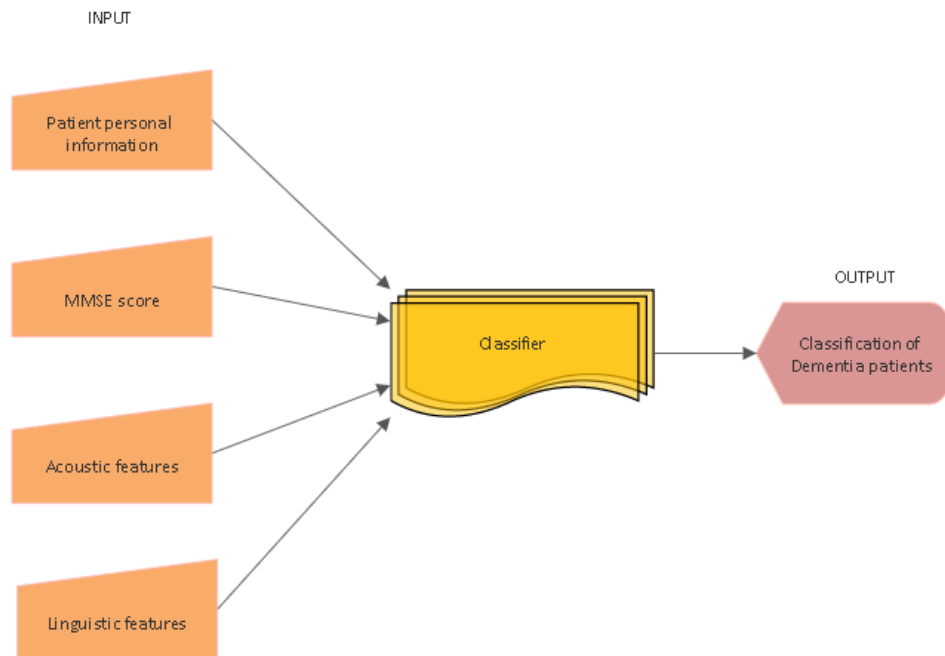 INPUT
Patient personal
information
MMSE score
Acoustic features
Linguistic features
Classifier
OUTPUT
Classification of
Dementia patients